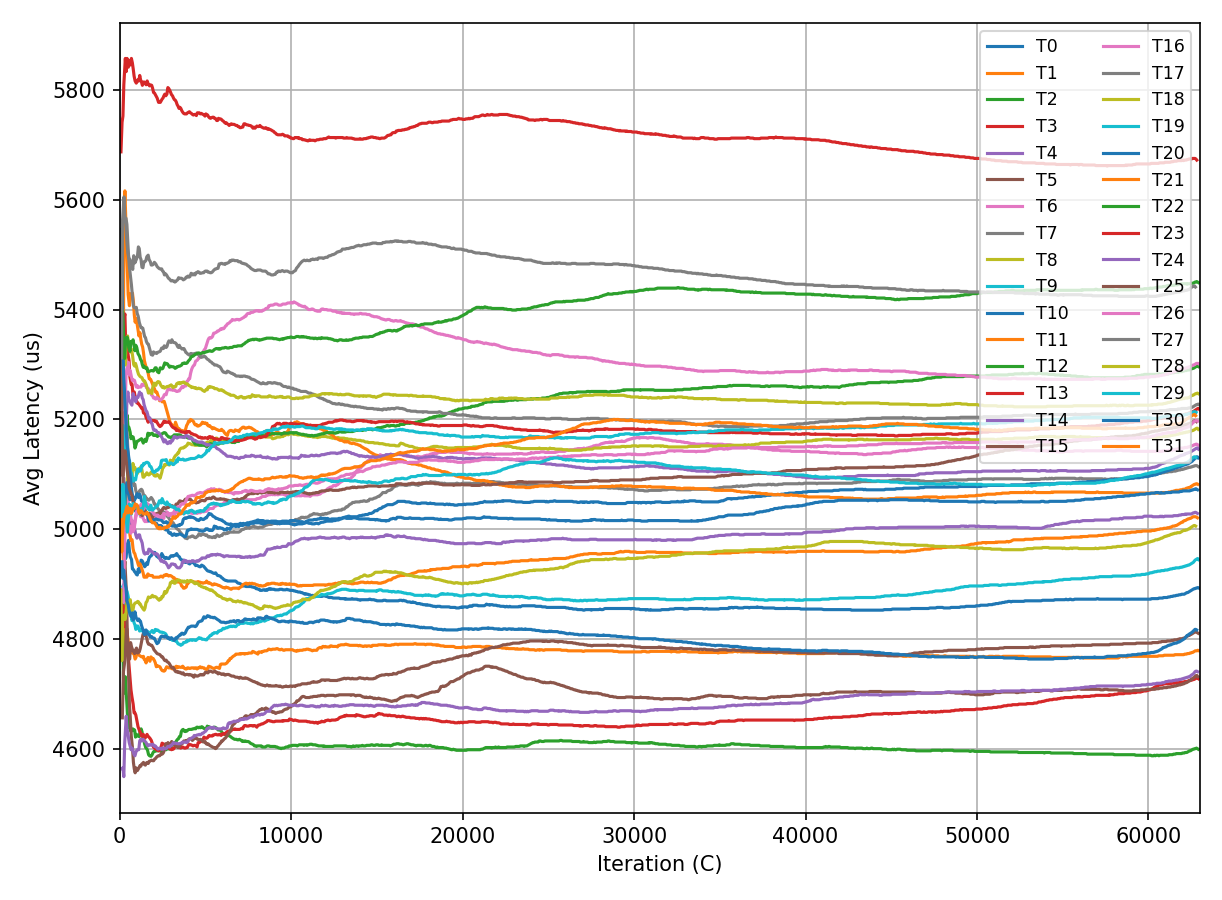 5800
5600
5400
5200
5000
4800
4600
Avg Latency (us)
0
10000
20000
30000
40000
50000
60000
Iteration (C)
T0
T1
T2
T3
T4
T5
T6
T7
T8
T9
T10
T11
T12
T13
T14
T15
T16
T17
T18
T19
T20
T21
T22
T23
T24
T25
T26
T27
T28
T29
T30
T31